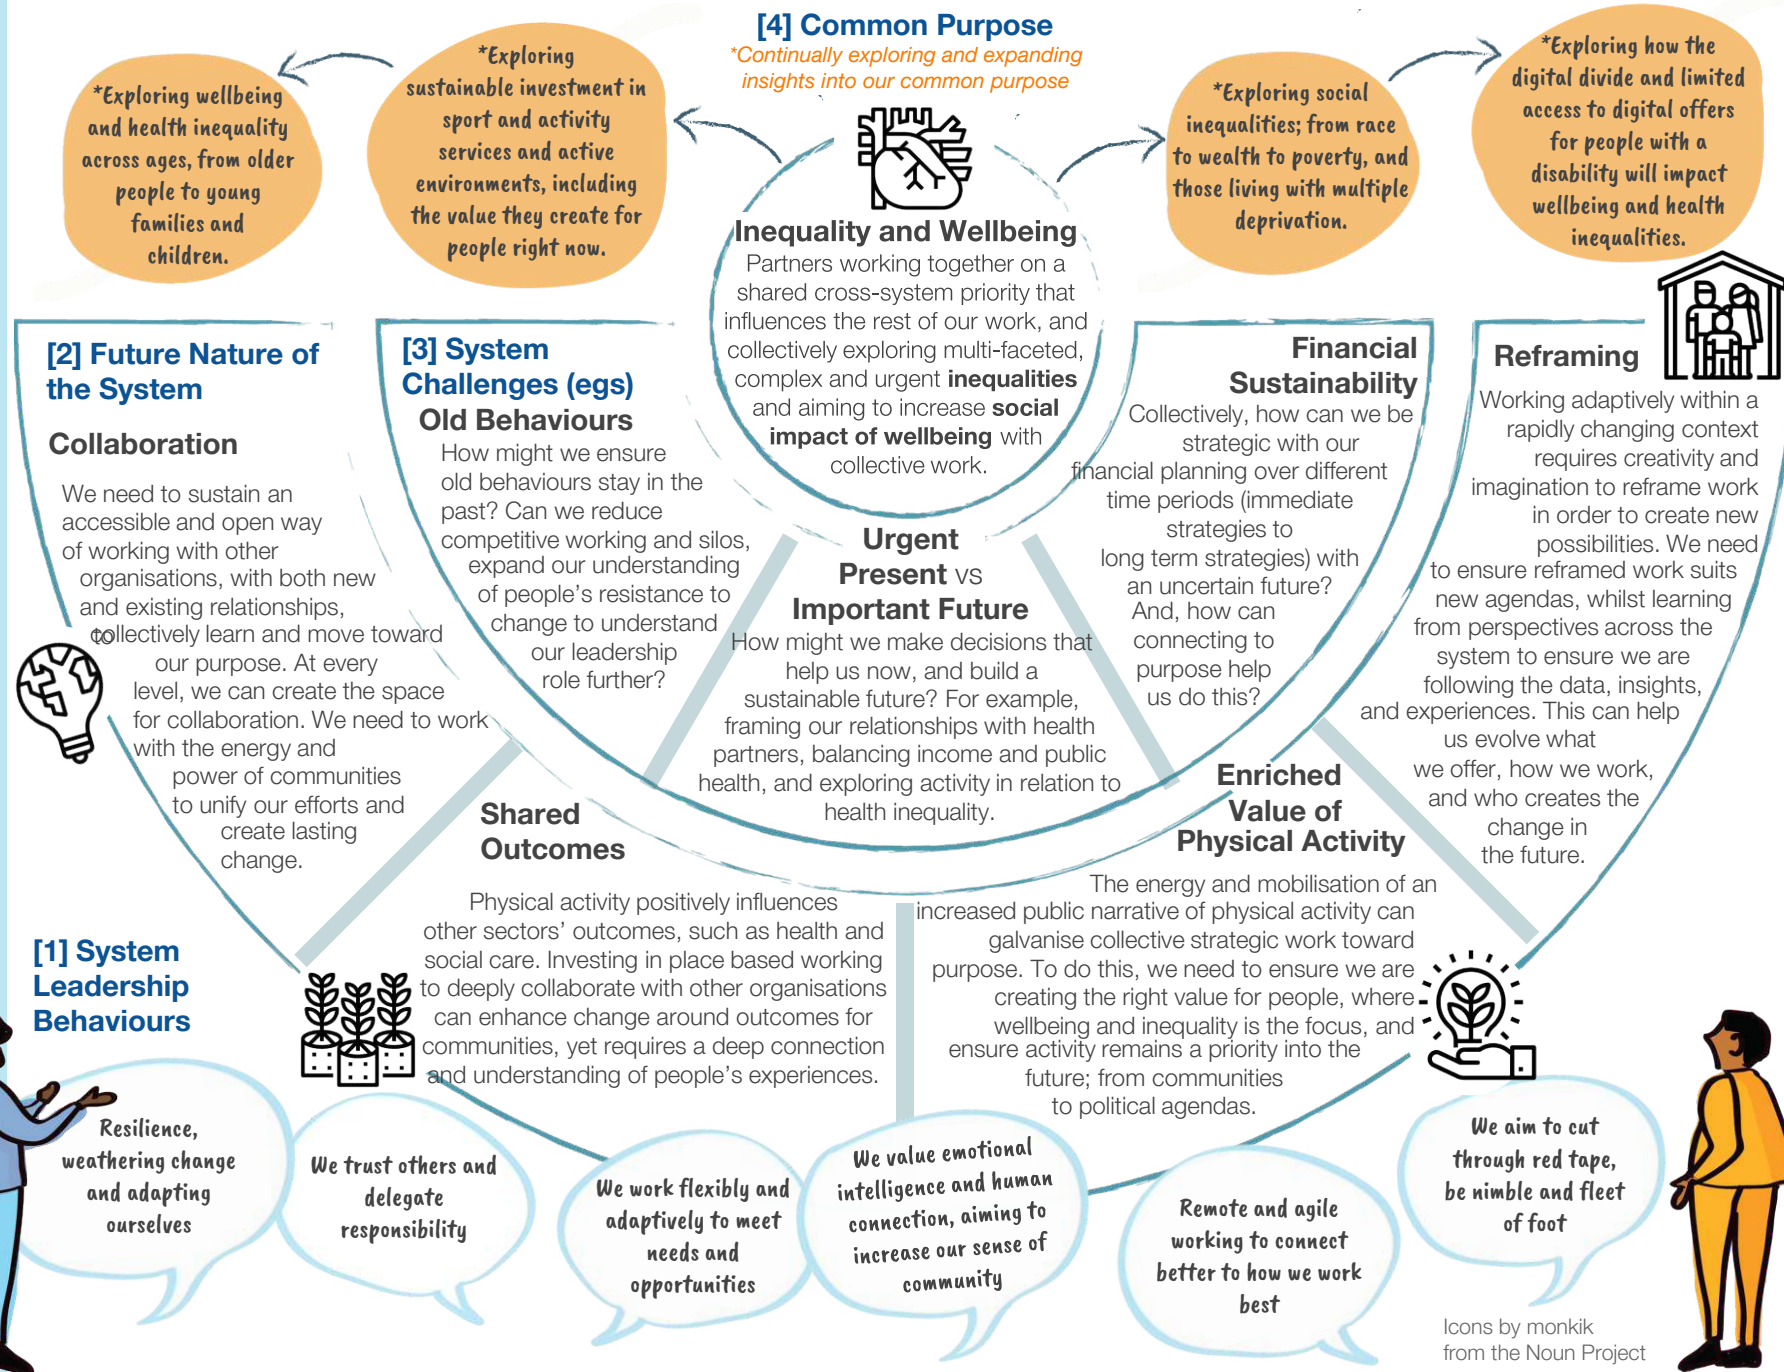 [4] Common Purpose
*Continually exploring and expanding
insights into our common purpose
*Exploring wellbeing
and health inequality
across ages, from older
people to young
families and
children.
*Exploring
sustainable investment in
sport and activity
services and active
environments, including
the value they create for
people right now.
*Exploring social
inequalities; from race
to wealth to poverty, and
those living with multiple
deprivation.
*Exploring how the
digital divide and limited
access to digital offers
for people with a
disability will impact
wellbeing and health
inequalities.
Inequality and Wellbeing
Partners working together on a
shared cross-system priority that
influences the rest of our work, and
collectively exploring multi-faceted,
complex and urgent inequalities
and aiming to increase social
impact of wellbeing with
collective work.
[2] Future Nature of
the System
Collaboration
We need to sustain an
accessible and open way
of working with other
organisations, with both new
and existing relationships,
to
collectively learn and move toward
our purpose. At every
level, we can create the space
for collaboration. We need to work
with the energy and
power of communities
to unify our efforts and
create lasting
change.
[3] System
Challenges (egs)
Old Behaviours
How might we ensure
old behaviours stay in the
past? Can we reduce
competitive working and silos,
expand our understanding
of people's resistance to
change to understand
our leadership
role further?
Urgent
Present vs
Important Future
How might we make decisions that
help us now, and build a
sustainable future? For example,
framing our relationships with health
partners, balancing income and public
health, and exploring activity in relation to
health inequality.
Financial
Sustainability
Collectively, how can we be
strategic with our
financial planning over different
time periods (immediate
strategies to
long term strategies) with
an uncertain future?
And, how can
connecting to
purpose help
us do this?
Reframing
Working adaptively within a
rapidly changing context
requires creativity and
imagination to reframe work
in order to create new
possibilities. We need
to ensure reframed work suits
new agendas, whilst learning
from perspectives across the
system to ensure we are
following the data, insights,
and experiences. This can help
us evolve what
we offer, how we work,
and who creates the
change in
the future.
Shared
Outcomes
Physical activity positively influences
other sectors' outcomes, such as health and
social care. Investing in place based working
to deeply collaborate with other organisations
can enhance change around outcomes for
communities, yet requires a deep connection
and understanding of people's experiences.
Enriched
Value of
Physical Activity
The energy and mobilisation of an
increased public narrative of physical activity can
galvanise collective strategic work toward
purpose. To do this, we need to ensure we are
creating the right value for people, where
wellbeing and inequality is the focus, and
ensure activity remains a priority into the
future; from communities
to political agendas.
[1] System
Leadership
Behaviours
Resilience,
weathering change
and adapting
ourselves
We trust others and
delegate
responsibility
We work flexibly and
adaptively to meet
needs and
opportunities
We value emotional
intelligence and human
connection, aiming to
increase our sense of
community
Remote and agile
working to connect
better to how we work
best
We aim to cut
through red tape,
be nimble and fleet
of foot
Icons by monkik
from the Noun Project